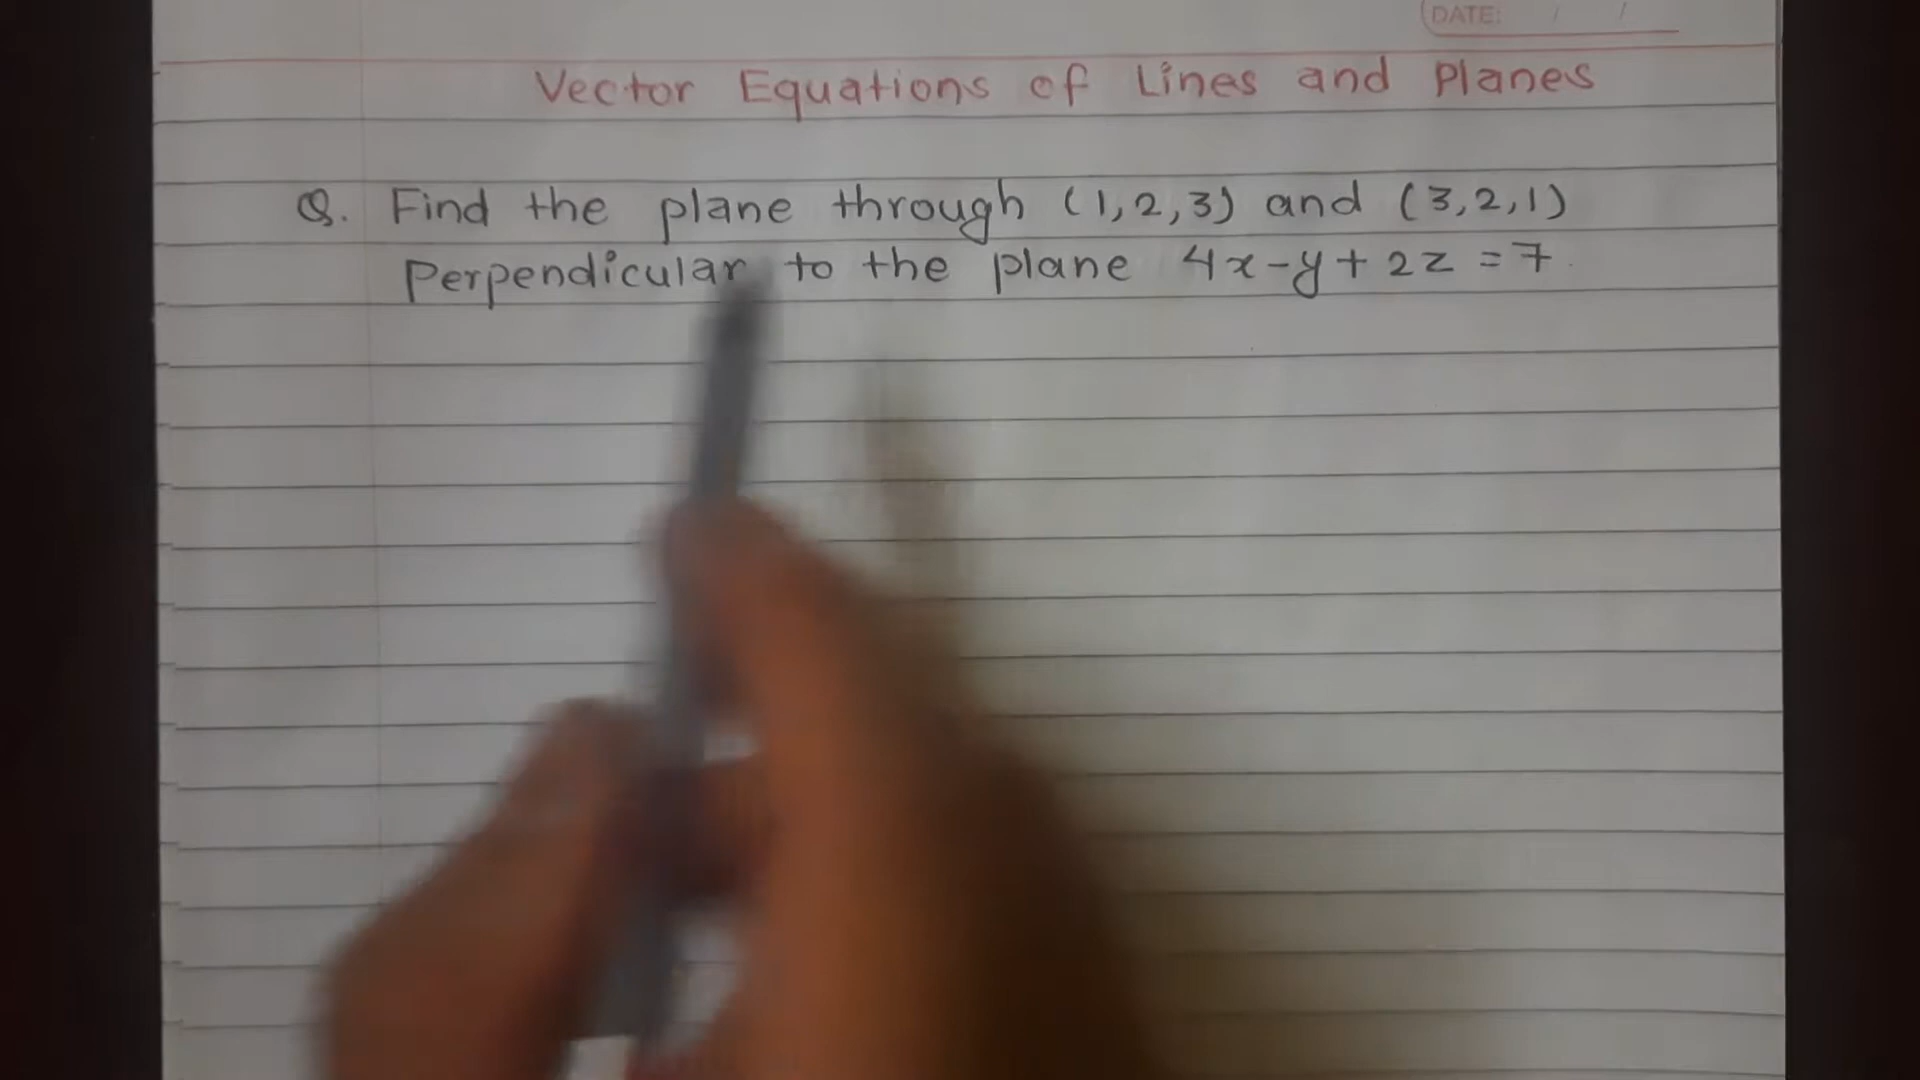 DATE: / /
Vector Equations of Lines and Planes
Q. Find the plane through (1,2,3) and (3,2,1)
Perpendicular to the plane 4x-y+2z=7